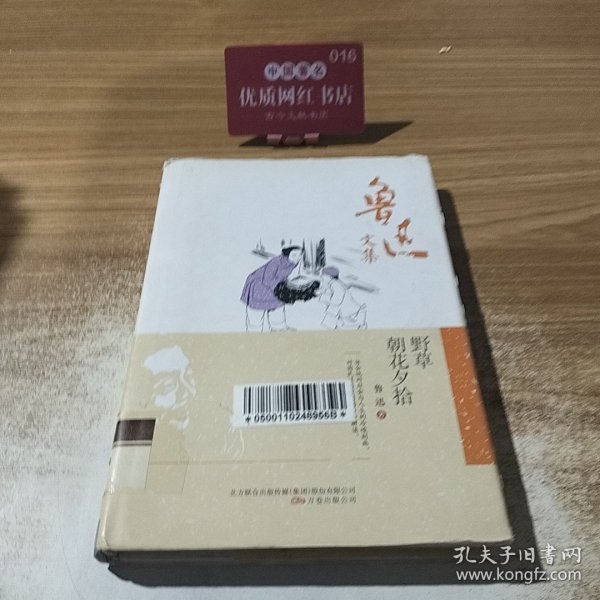 016
中国著名
优质网红书店
鲁迅
文集
野草
朝花夕拾
鲁迅 著
*0500110248956B*
北方联合出版传媒(集团)股份有限公司
万卷出版公司
孔夫子旧书网
www.kongfz.com